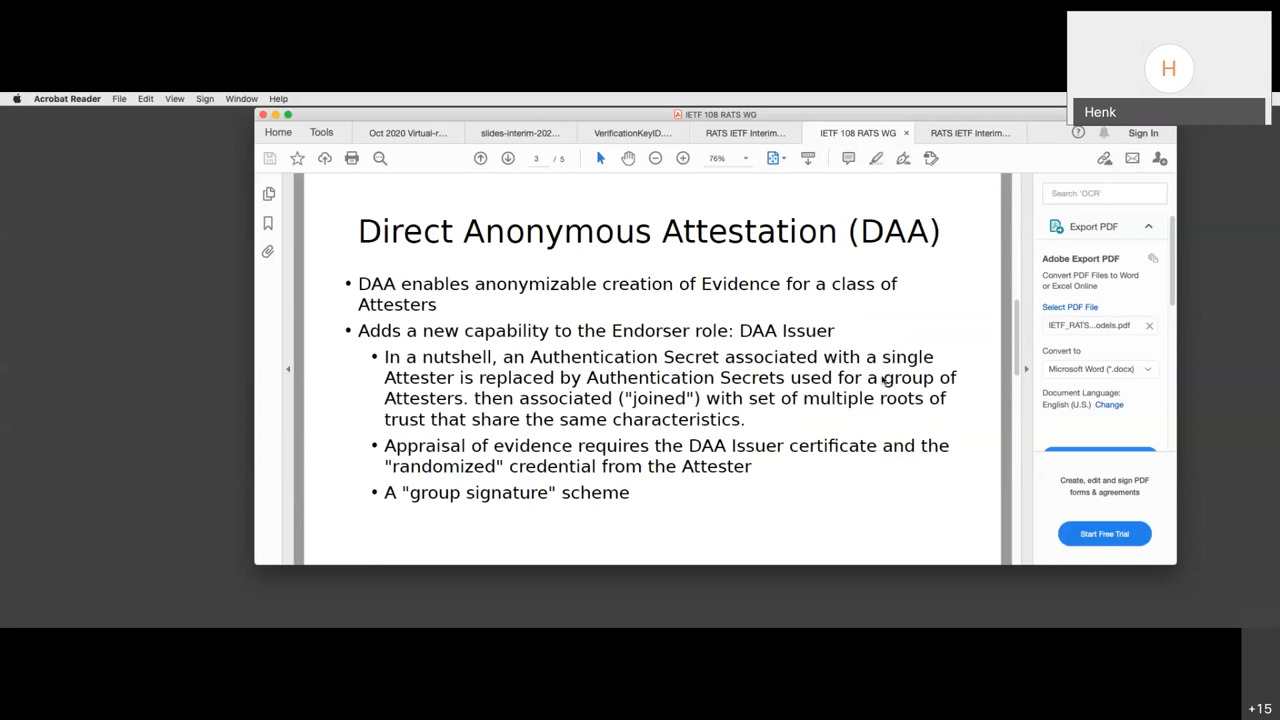 H
Henk
Acrobat Reader File Edit View Sign Window Help
IETF 108 RATS WG
Home Tools Oct 2020 Virtual-r... slides-interim-202... VerificationKeyID.... RATS IETF Interim... IETF 108 RATS WG × RATS IETF Interim... Sign In
3 / 5 76%
Direct Anonymous Attestation (DAA)
• DAA enables anonymizable creation of Evidence for a class of
Attesters
• Adds a new capability to the Endorser role: DAA Issuer
• In a nutshell, an Authentication Secret associated with a single
Attester is replaced by Authentication Secrets used for a group of
Attesters. then associated ("joined") with set of multiple roots of
trust that share the same characteristics.
• Appraisal of evidence requires the DAA Issuer certificate and the
"randomized" credential from the Attester
• A "group signature" scheme
Search 'OCR'
Export PDF
Adobe Export PDF
Convert PDF Files to Word
or Excel Online
Select PDF File
IETF_RATS...odels.pdf
Convert to
Microsoft Word (*.docx)
Document Language:
English (U.S.) Change
Create, edit and sign PDF
forms & agreements
Start Free Trial
+15